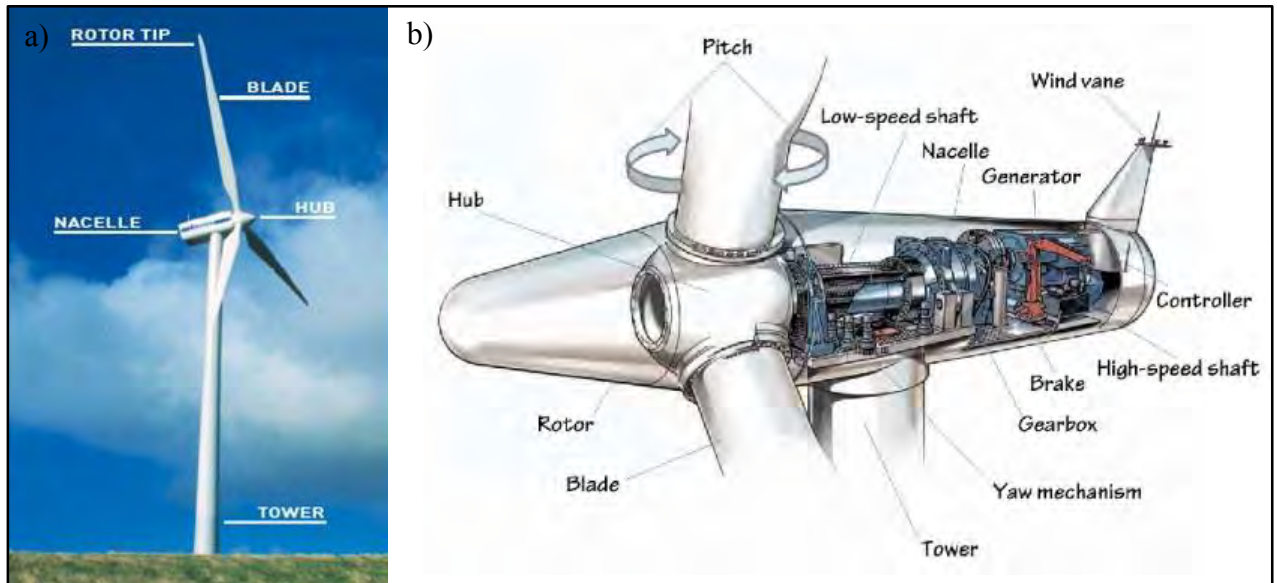 a)
ROTOR TIP
BLADE
HUB
NACELLE
TOWER
b)
Pitch
Wind vane
Low-speed shaft
Nacelle
Generator
Hub
Controller
High-speed shaft
Brake
Rotor
Gearbox
Blade
Yaw mechanism
Tower